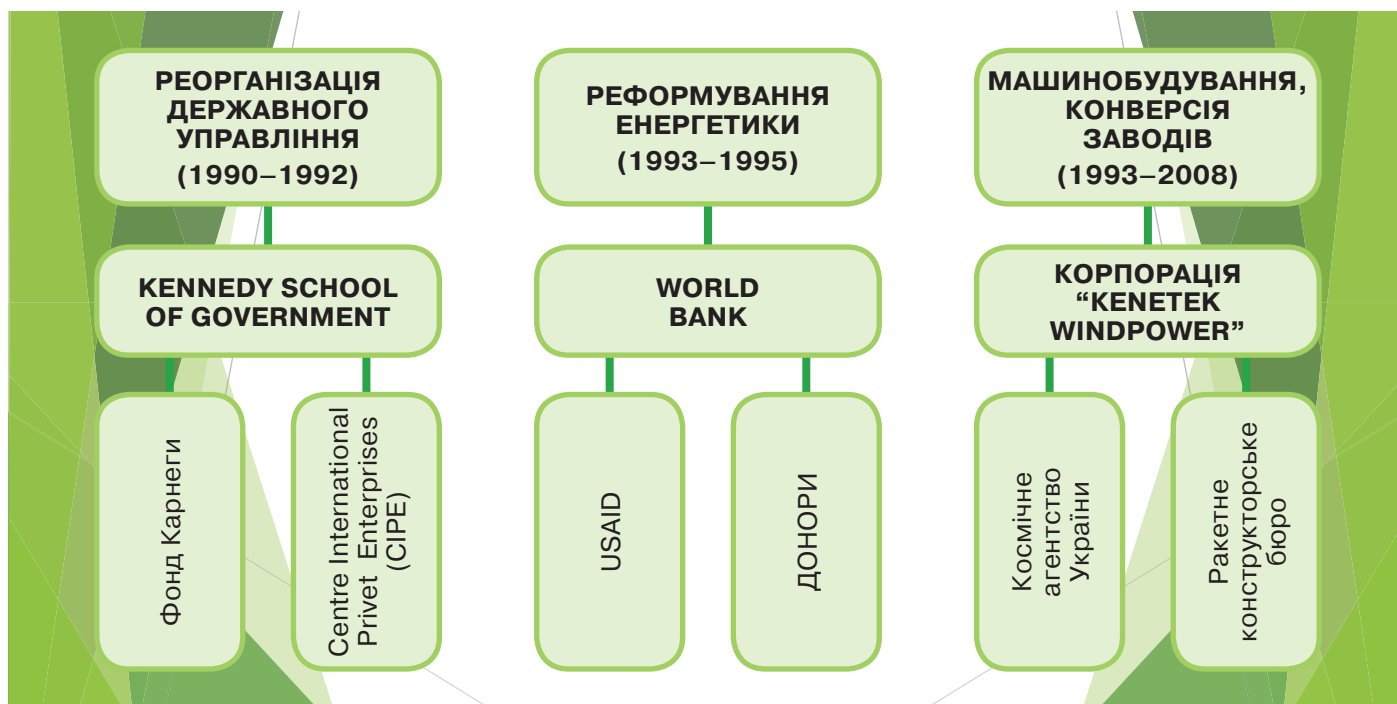 РЕОРГАНІЗАЦІЯ
ДЕРЖАВНОГО
УПРАВЛІННЯ
(1990–1992)
KENNEDY SCHOOL
OF GOVERNMENT
Фонд Карнеги
Centre International
Privet Enterprises
(CIPE)
РЕФОРМУВАННЯ
ЕНЕРГЕТИКИ
(1993–1995)
WORLD
BANK
USAID
ДОНОРИ
МАШИНОБУДУВАННЯ,
КОНВЕРСІЯ
ЗАВОДІВ
(1993–2008)
КОРПОРАЦІЯ
“KENETEK
WINDPOWER”
Космічне
агентство
України
Ракетне
конструкторське
бюро